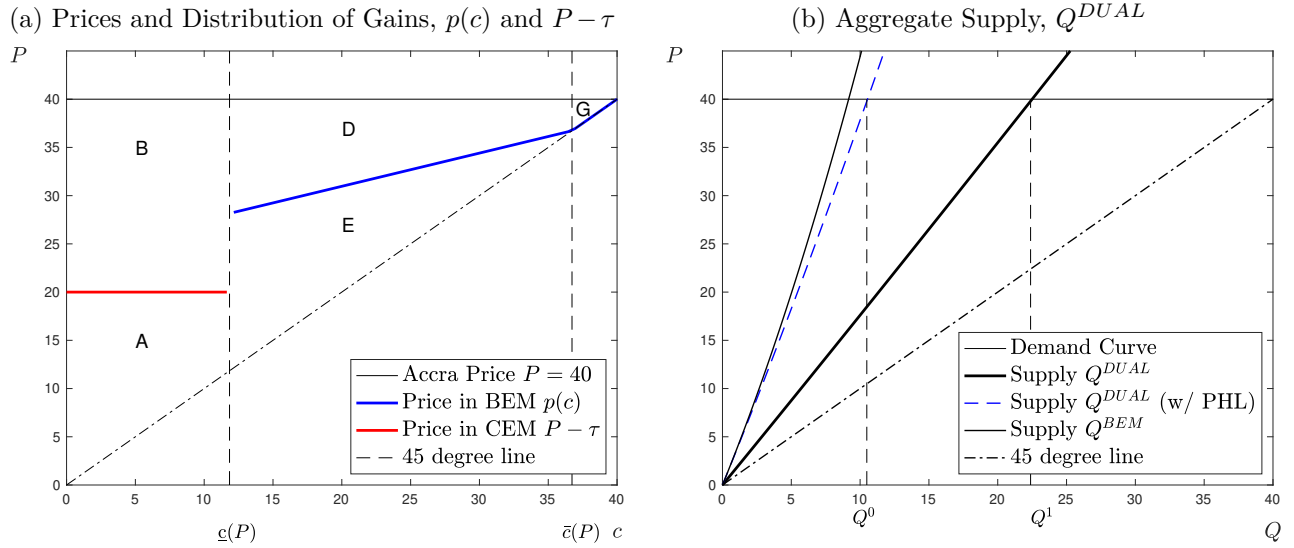 (a) Prices and Distribution of Gains, p(c) and P − τ
P
40
35
30
25
20
15
10
5
0
B
D
G
E
A
Accra Price P = 40
Price in BEM p(c)
Price in CEM P − τ
45 degree line
0 5 10 15 20 25 30 35 40
c̲(P) c̄(P) c
(b) Aggregate Supply, Q^{DUAL}
P
40
35
30
25
20
15
10
5
0
Demand Curve
Supply Q^{DUAL}
Supply Q^{DUAL} (w/ PHL)
Supply Q^{BEM}
45 degree line
0 5 10 15 20 25 30 35 40
Q^0 Q^1 Q